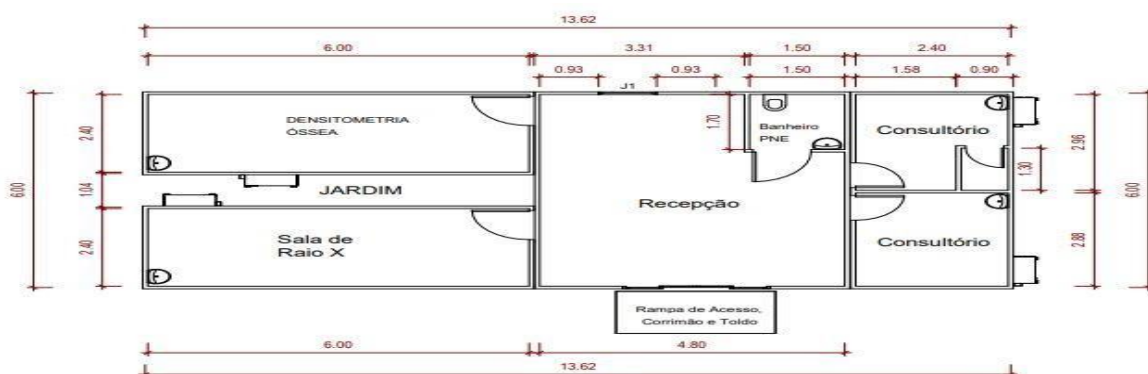 13.62
6.00 3.31 1.50 2.40
0.93 0.93 1.50 1.58 0.90
J1
DENSITOMETRIA
ÓSSEA
1.70
Banheiro
PNE
Consultório
2.40
2.96
6.00
1.04
JARDIM
Recepção
1.30
6.00
Sala de
Raio X
2.40
Consultório
2.88
Rampa de Acesso,
Corrimão e Toldo
6.00 4.80
13.62